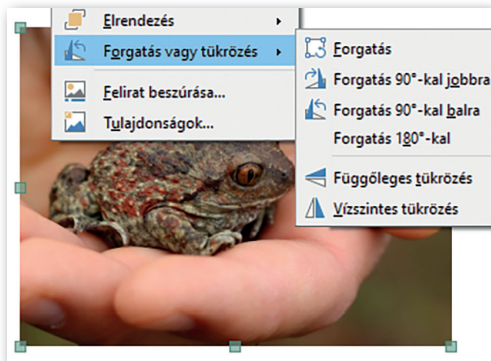 Elrendezés
Forgatás vagy tükrözés
Felirat beszúrása...
Tulajdonságok...
Forgatás
Forgatás 90°-kal jobbra
Forgatás 90°-kal balra
Forgatás 180°-kal
Függőleges tükrözés
Vízszintes tükrözés